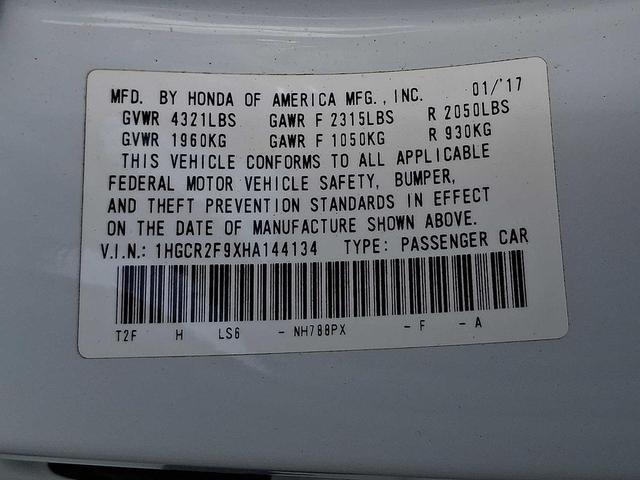 MFD. BY HONDA OF AMERICA MFG., INC. 01/'17
GVWR 4321LBS GAWR F 2315LBS R 2050LBS
GVWR 1960KG GAWR F 1050KG R 930KG
THIS VEHICLE CONFORMS TO ALL APPLICABLE
FEDERAL MOTOR VEHICLE SAFETY, BUMPER,
AND THEFT PREVENTION STANDARDS IN EFFECT
ON THE DATE OF MANUFACTURE SHOWN ABOVE.
V.I.N.: 1HGCR2F9XHA144134 TYPE: PASSENGER CAR
T2F H LS6 - NH788PX - F - A